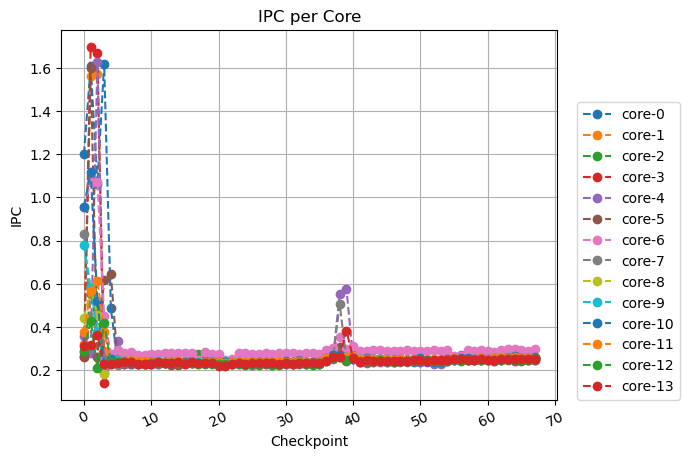 IPC per Core
IPC
1.6
1.4
1.2
1.0
0.8
0.6
0.4
0.2
0
10
20
30
40
50
60
70
Checkpoint
core-0
core-1
core-2
core-3
core-4
core-5
core-6
core-7
core-8
core-9
core-10
core-11
core-12
core-13